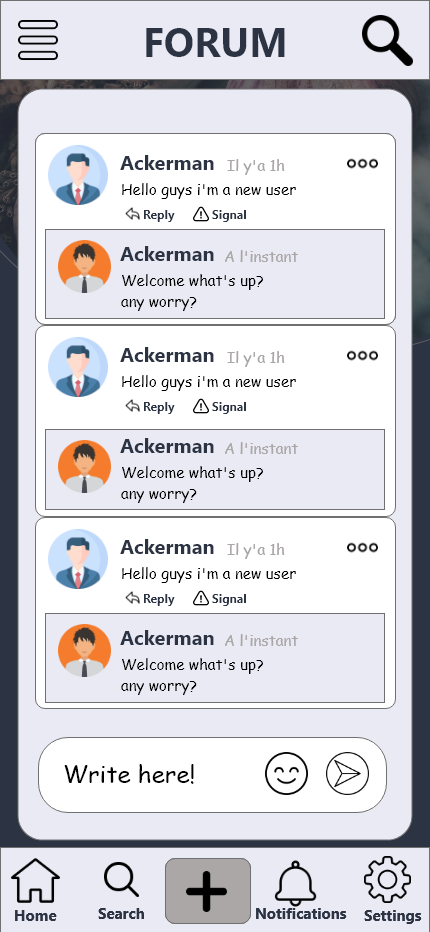 FORUM
Ackerman Il y'a 1h
Hello guys i'm a new user
Reply Signal
Ackerman A l'instant
Welcome what's up?
any worry?
Ackerman Il y'a 1h
Hello guys i'm a new user
Reply Signal
Ackerman A l'instant
Welcome what's up?
any worry?
Ackerman Il y'a 1h
Hello guys i'm a new user
Reply Signal
Ackerman A l'instant
Welcome what's up?
any worry?
Write here!
Home Search Notifications Settings